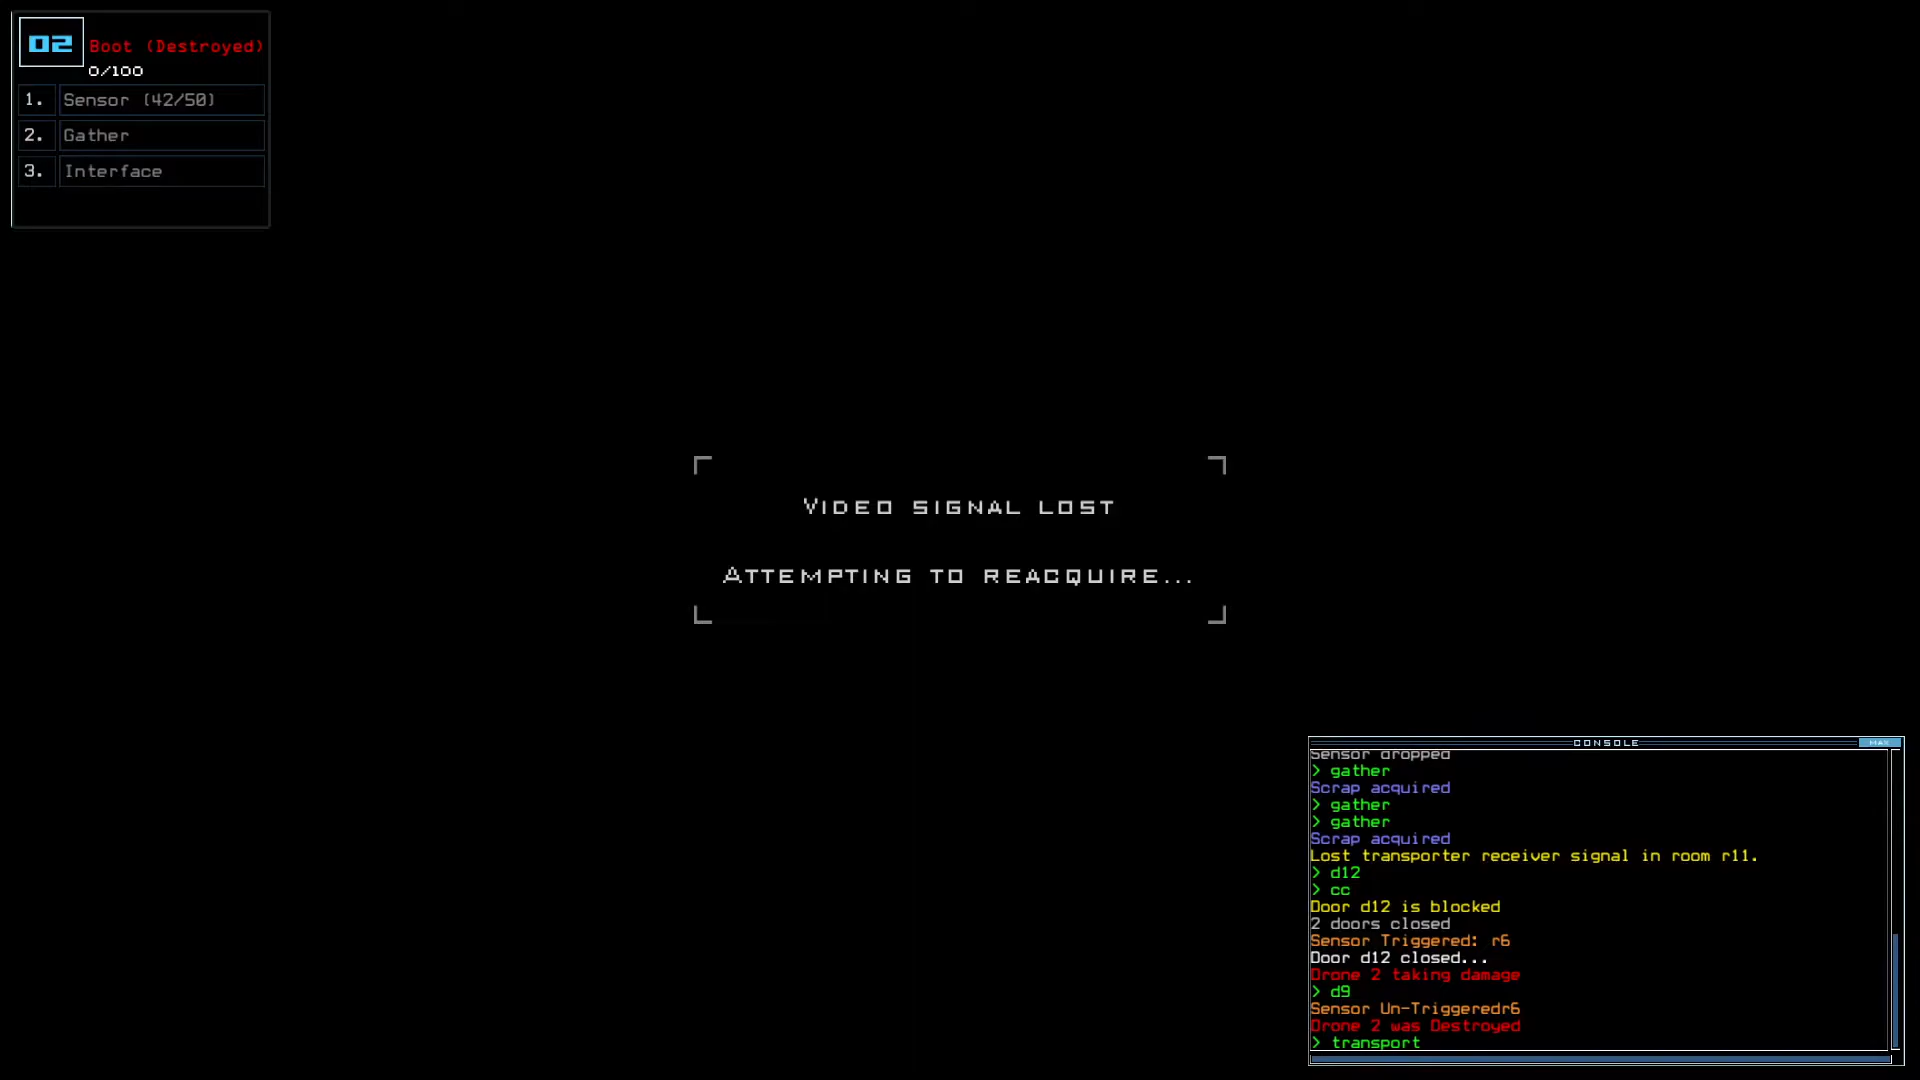 02 Boot (Destroyed)
0/100
1. Sensor (42/50)
2. Gather
3. Interface
Video signal lost
Attempting to reacquire...
CONSOLE
MAX
Sensor dropped
> gather
Scrap acquired
> gather
> gather
Scrap acquired
Lost transporter receiver signal in room r11.
> d12
> cc
Door d12 is blocked
2 doors closed
Sensor Triggered: r6
Door d12 closed...
Drone 2 taking damage
> d9
Sensor Un-Triggeredr6
Drone 2 was Destroyed
> transport